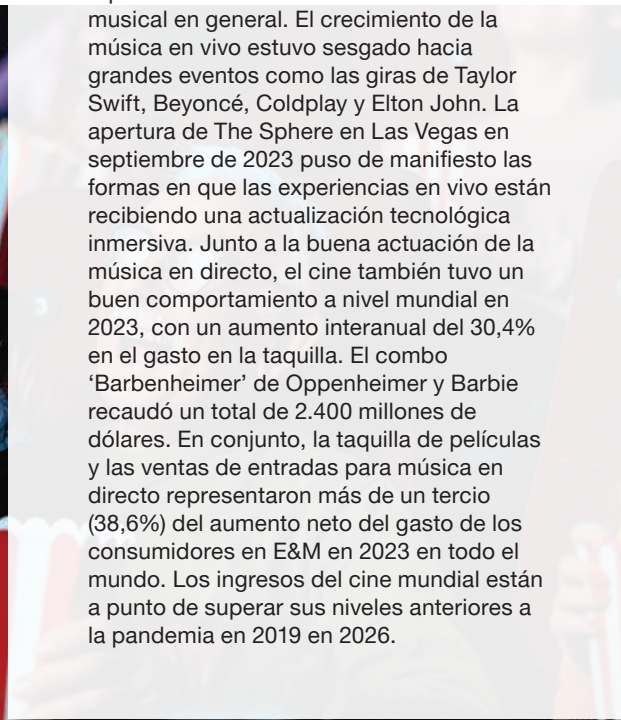 musical en general. El crecimiento de la
música en vivo estuvo sesgado hacia
grandes eventos como las giras de Taylor
Swift, Beyoncé, Coldplay y Elton John. La
apertura de The Sphere en Las Vegas en
septiembre de 2023 puso de manifiesto las
formas en que las experiencias en vivo están
recibiendo una actualización tecnológica
inmersiva. Junto a la buena actuación de la
música en directo, el cine también tuvo un
buen comportamiento a nivel mundial en
2023, con un aumento interanual del 30,4%
en el gasto en la taquilla. El combo
‘Barbenheimer’ de Oppenheimer y Barbie
recaudó un total de 2.400 millones de
dólares. En conjunto, la taquilla de películas
y las ventas de entradas para música en
directo representaron más de un tercio
(38,6%) del aumento neto del gasto de los
consumidores en E&M en 2023 en todo el
mundo. Los ingresos del cine mundial están
a punto de superar sus niveles anteriores a
la pandemia en 2019 en 2026.